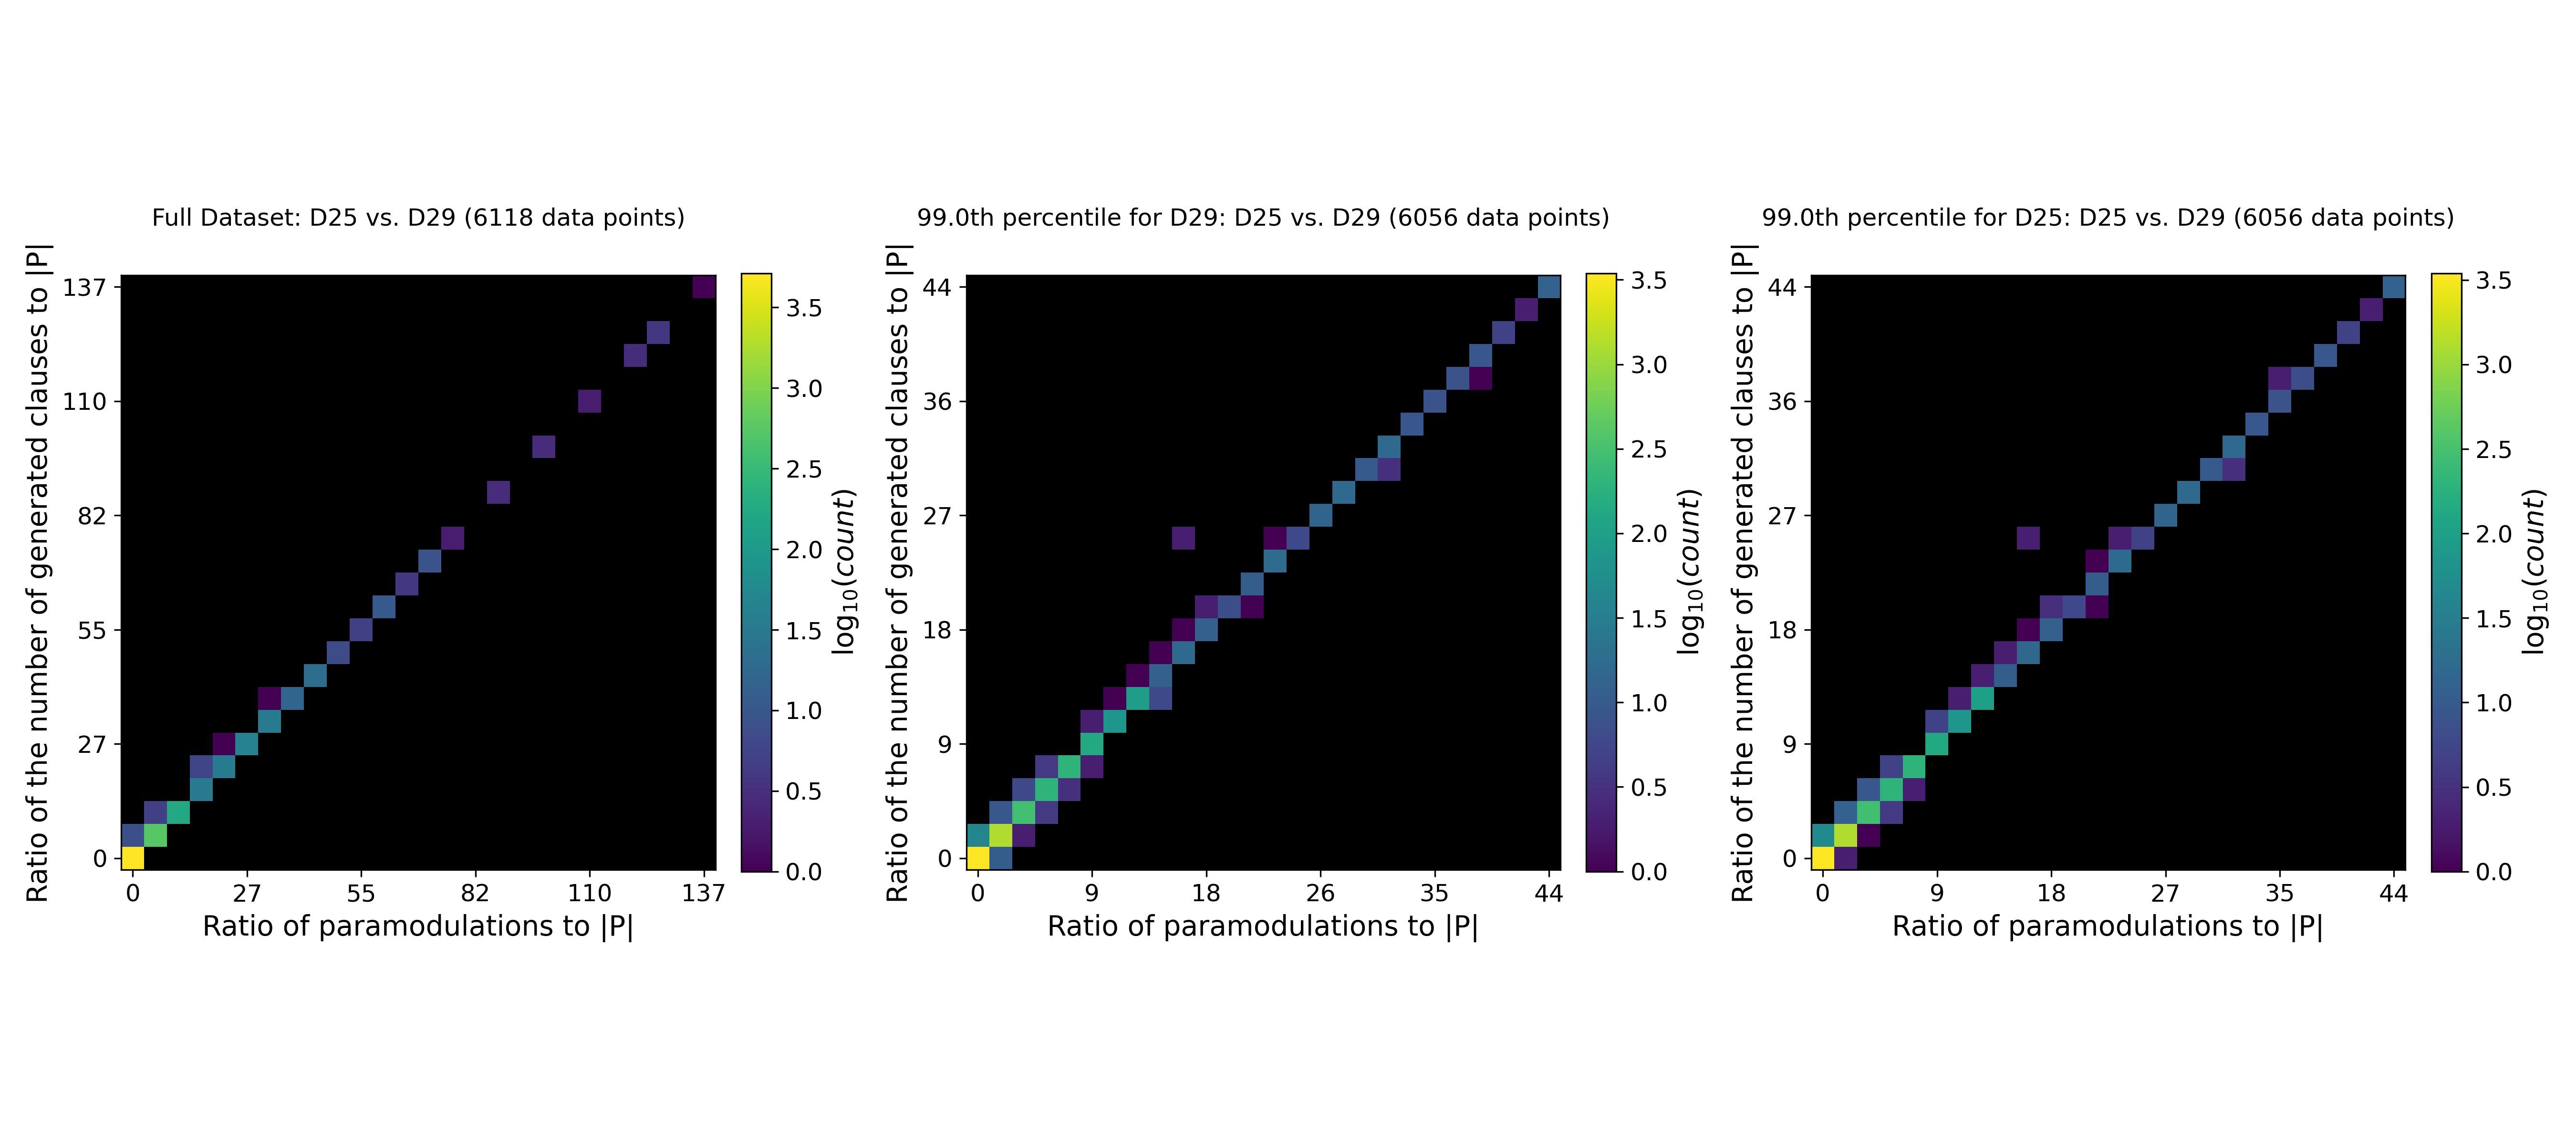 Full Dataset: D25 vs. D29 (6118 data points)
Ratio of the number of generated clauses to |P|
137
110
82
55
27
0
0 27 55 82 110 137
Ratio of paramodulations to |P|
3.5
3.0
2.5
2.0
1.5
1.0
0.5
0.0
log10(count)
99.0th percentile for D29: D25 vs. D29 (6056 data points)
Ratio of the number of generated clauses to |P|
44
36
27
18
9
0
0 9 18 26 35 44
Ratio of paramodulations to |P|
3.5
3.0
2.5
2.0
1.5
1.0
0.5
0.0
log10(count)
99.0th percentile for D25: D25 vs. D29 (6056 data points)
Ratio of the number of generated clauses to |P|
44
36
27
18
9
0
0 9 18 27 35 44
Ratio of paramodulations to |P|
3.5
3.0
2.5
2.0
1.5
1.0
0.5
0.0
log10(count)